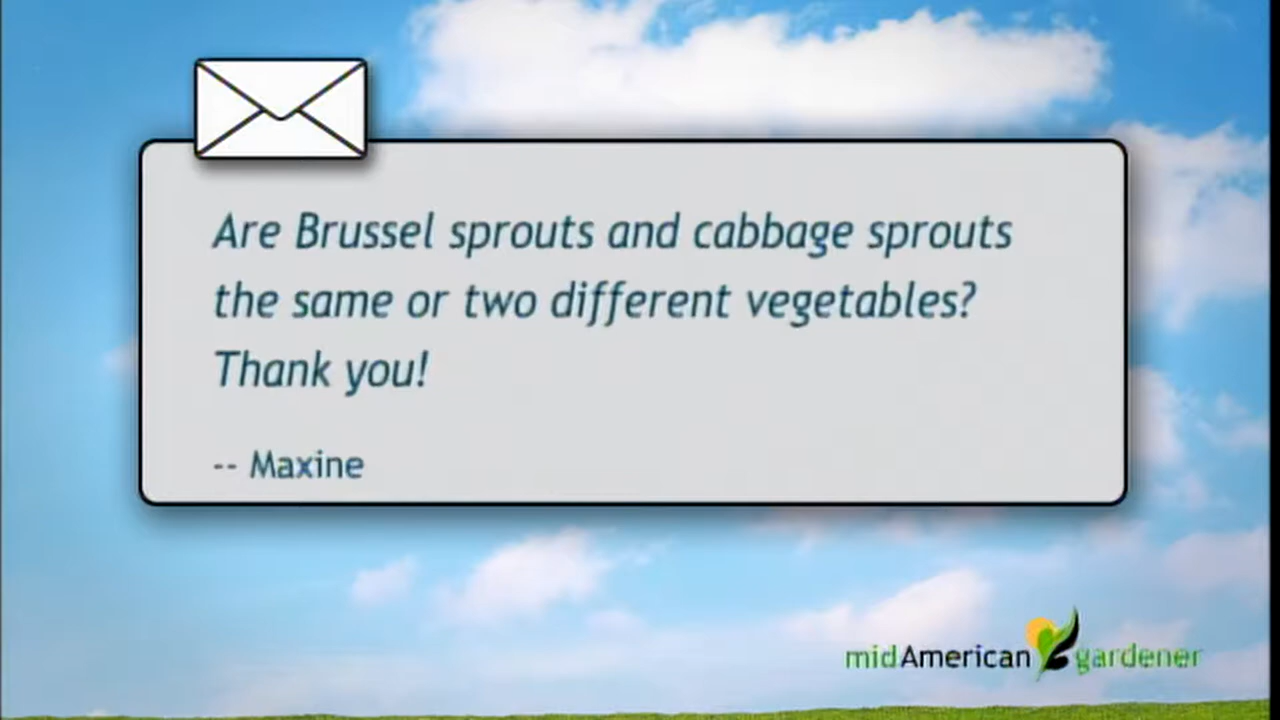 Are Brussel sprouts and cabbage sprouts
the same or two different vegetables?
Thank you!
-- Maxine
midAmerican gardener